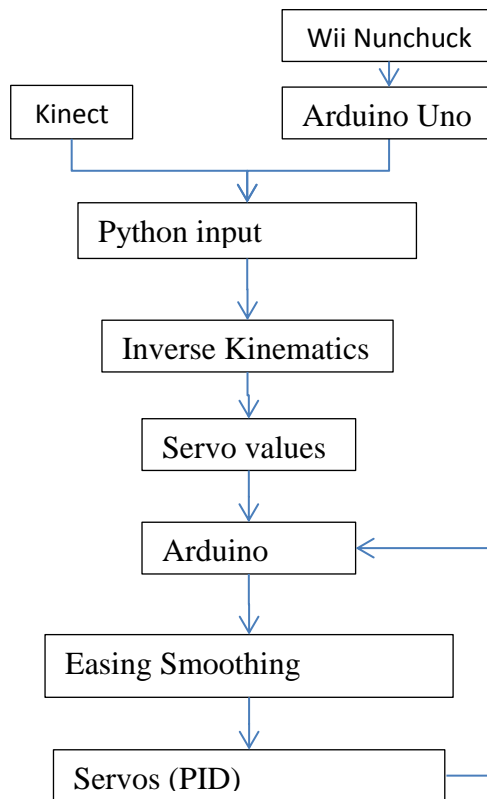 Wii Nunchuck
Kinect
Arduino Uno
Python input
Inverse Kinematics
Servo values
Arduino
Easing Smoothing
Servos (PID)